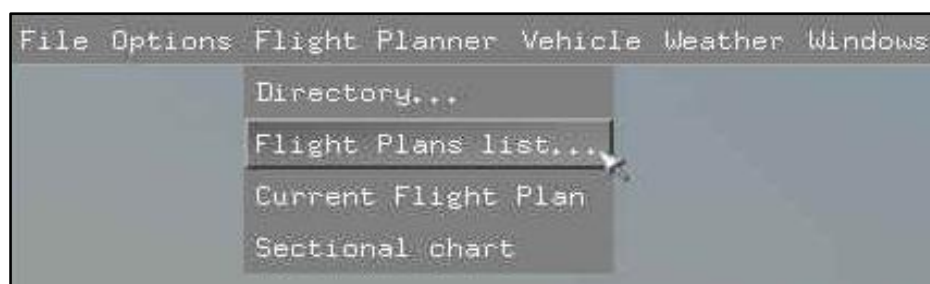 File Options Flight Planner Vehicle Weather Windows
Directory...
Flight Plans list...
Current Flight Plan
Sectional chart